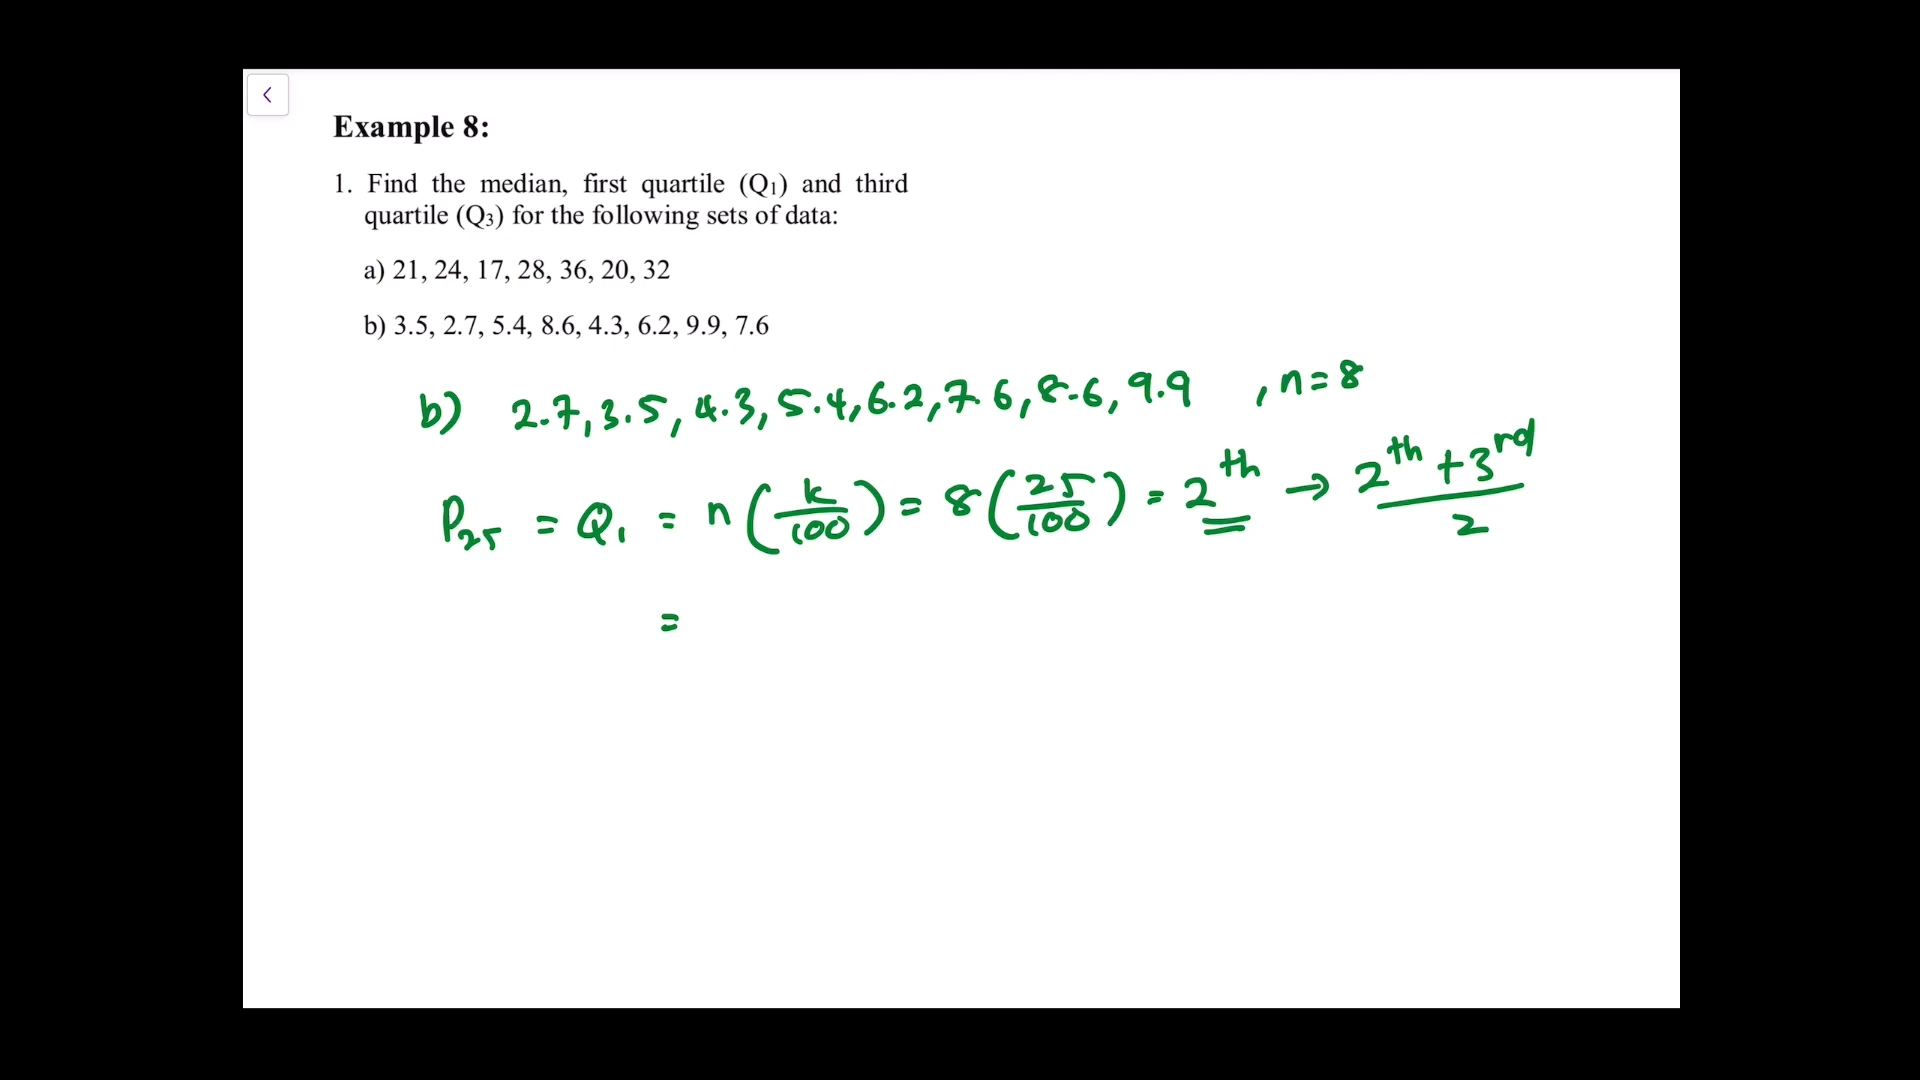 Example 8:
1. Find the median, first quartile (Q₁) and third
quartile (Q₃) for the following sets of data:
a) 21, 24, 17, 28, 36, 20, 32
b) 3.5, 2.7, 5.4, 8.6, 4.3, 6.2, 9.9, 7.6
b) 2.7, 3.5, 4.3, 5.4, 6.2, 7.6, 8.6, 9.9 , n=8
P₂₅ = Q₁ = n(k/100) = 8(25/100) = 2ᵗʰ → (2ᵗʰ + 3ʳᵈ)/2
=